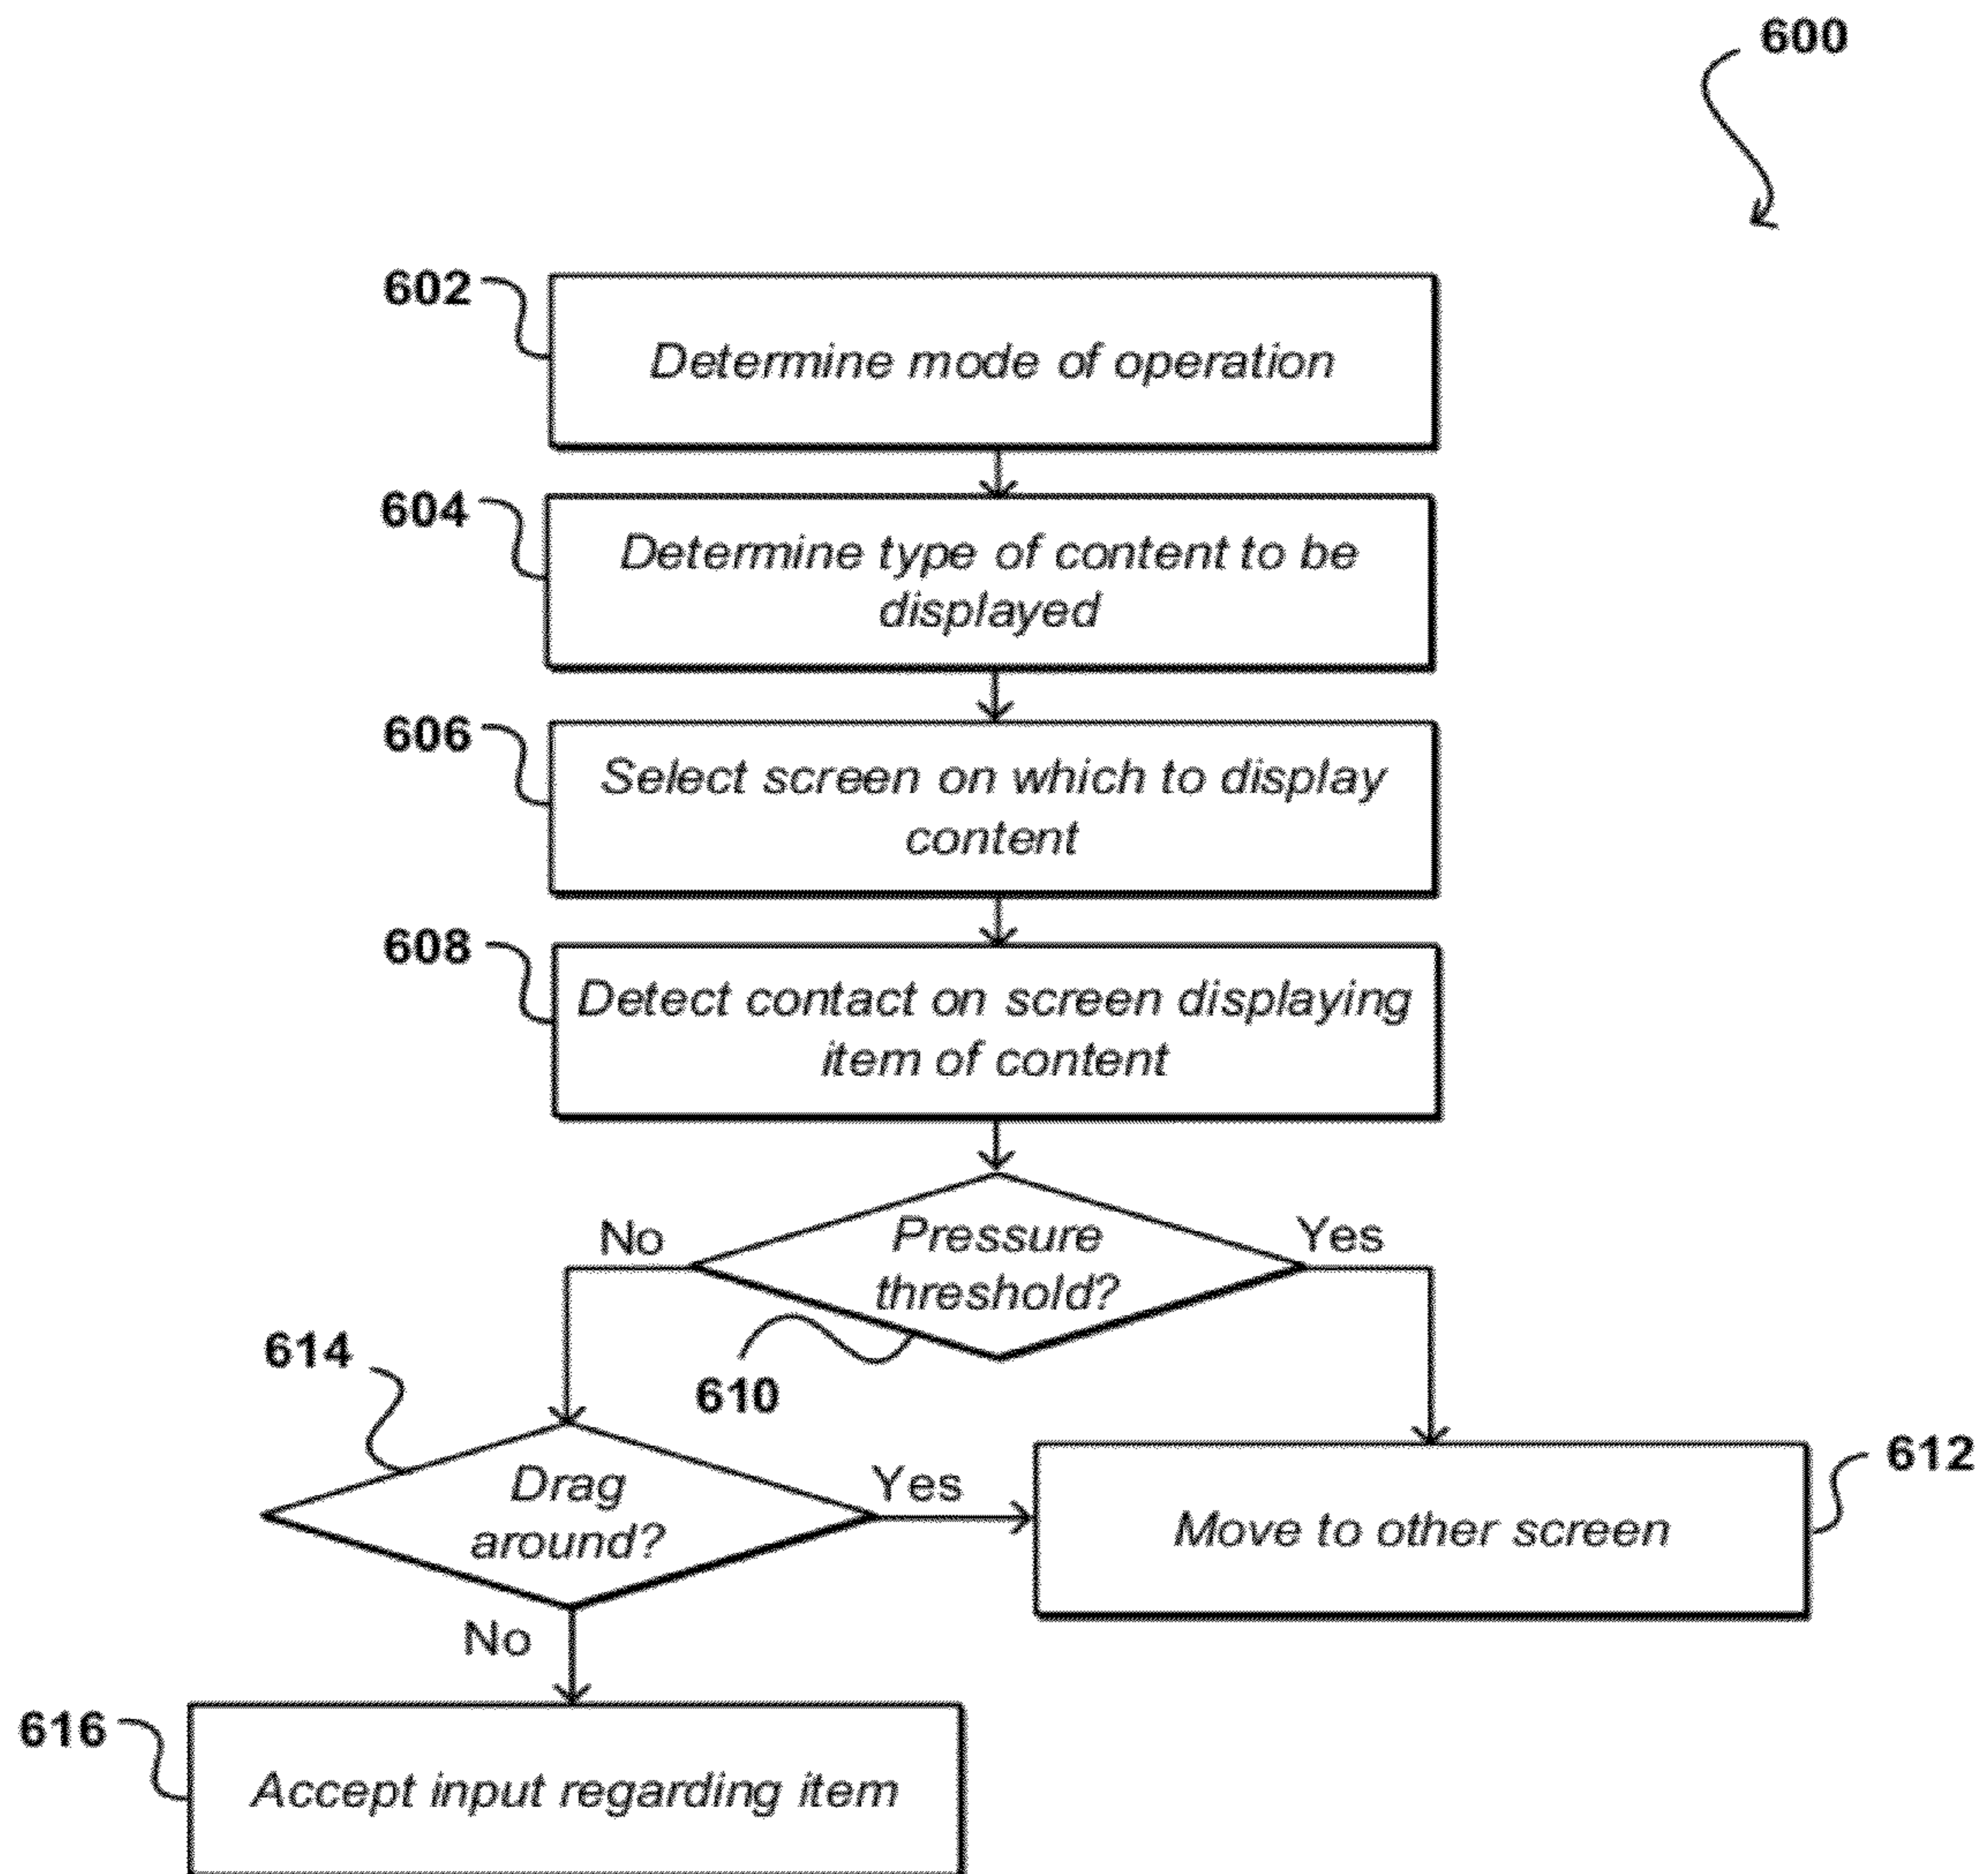 600
602
Determine mode of operation
604
Determine type of content to be
displayed
606
Select screen on which to display
content
608
Detect contact on screen displaying
item of content
No
Pressure
threshold?
Yes
614
610
Drag
around?
Yes
Move to other screen
612
No
616
Accept input regarding item